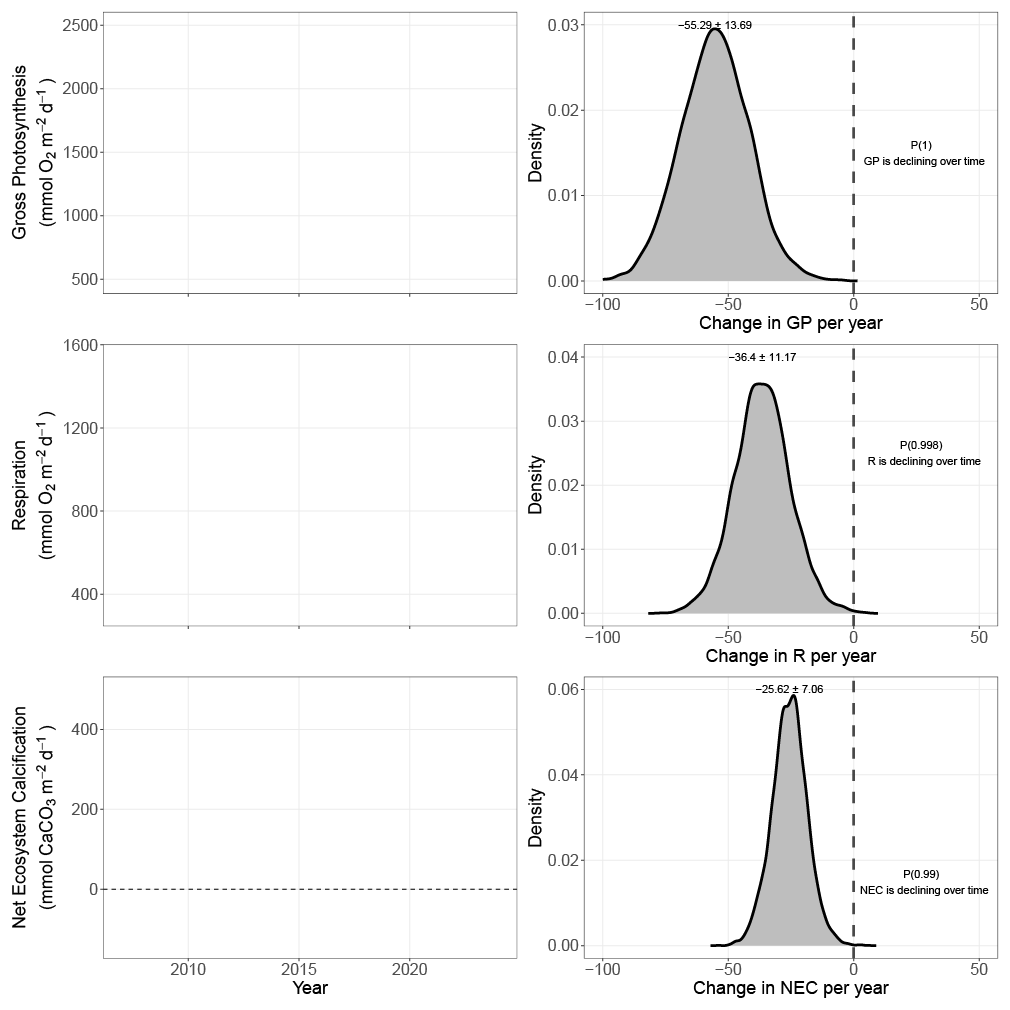 Gross Photosynthesis
(mmol O₂ m⁻² d⁻¹ )
2500
2000
1500
1000
500
Density
0.03
0.02
0.01
0.00
−55.29 ± 13.69
P(1)
GP is declining over time
−100
−50
0
50
Change in GP per year
Respiration
(mmol O₂ m⁻² d⁻¹ )
1600
1200
800
400
Density
0.04
0.03
0.02
0.01
0.00
−36.4 ± 11.17
P(0.998)
R is declining over time
−100
−50
0
50
Change in R per year
Net Ecosystem Calcification
(mmol CaCO₃ m⁻² d⁻¹ )
400
200
0
2010
2015
2020
Year
Density
0.06
0.04
0.02
0.00
−25.62 ± 7.06
P(0.99)
NEC is declining over time
−100
−50
0
50
Change in NEC per year